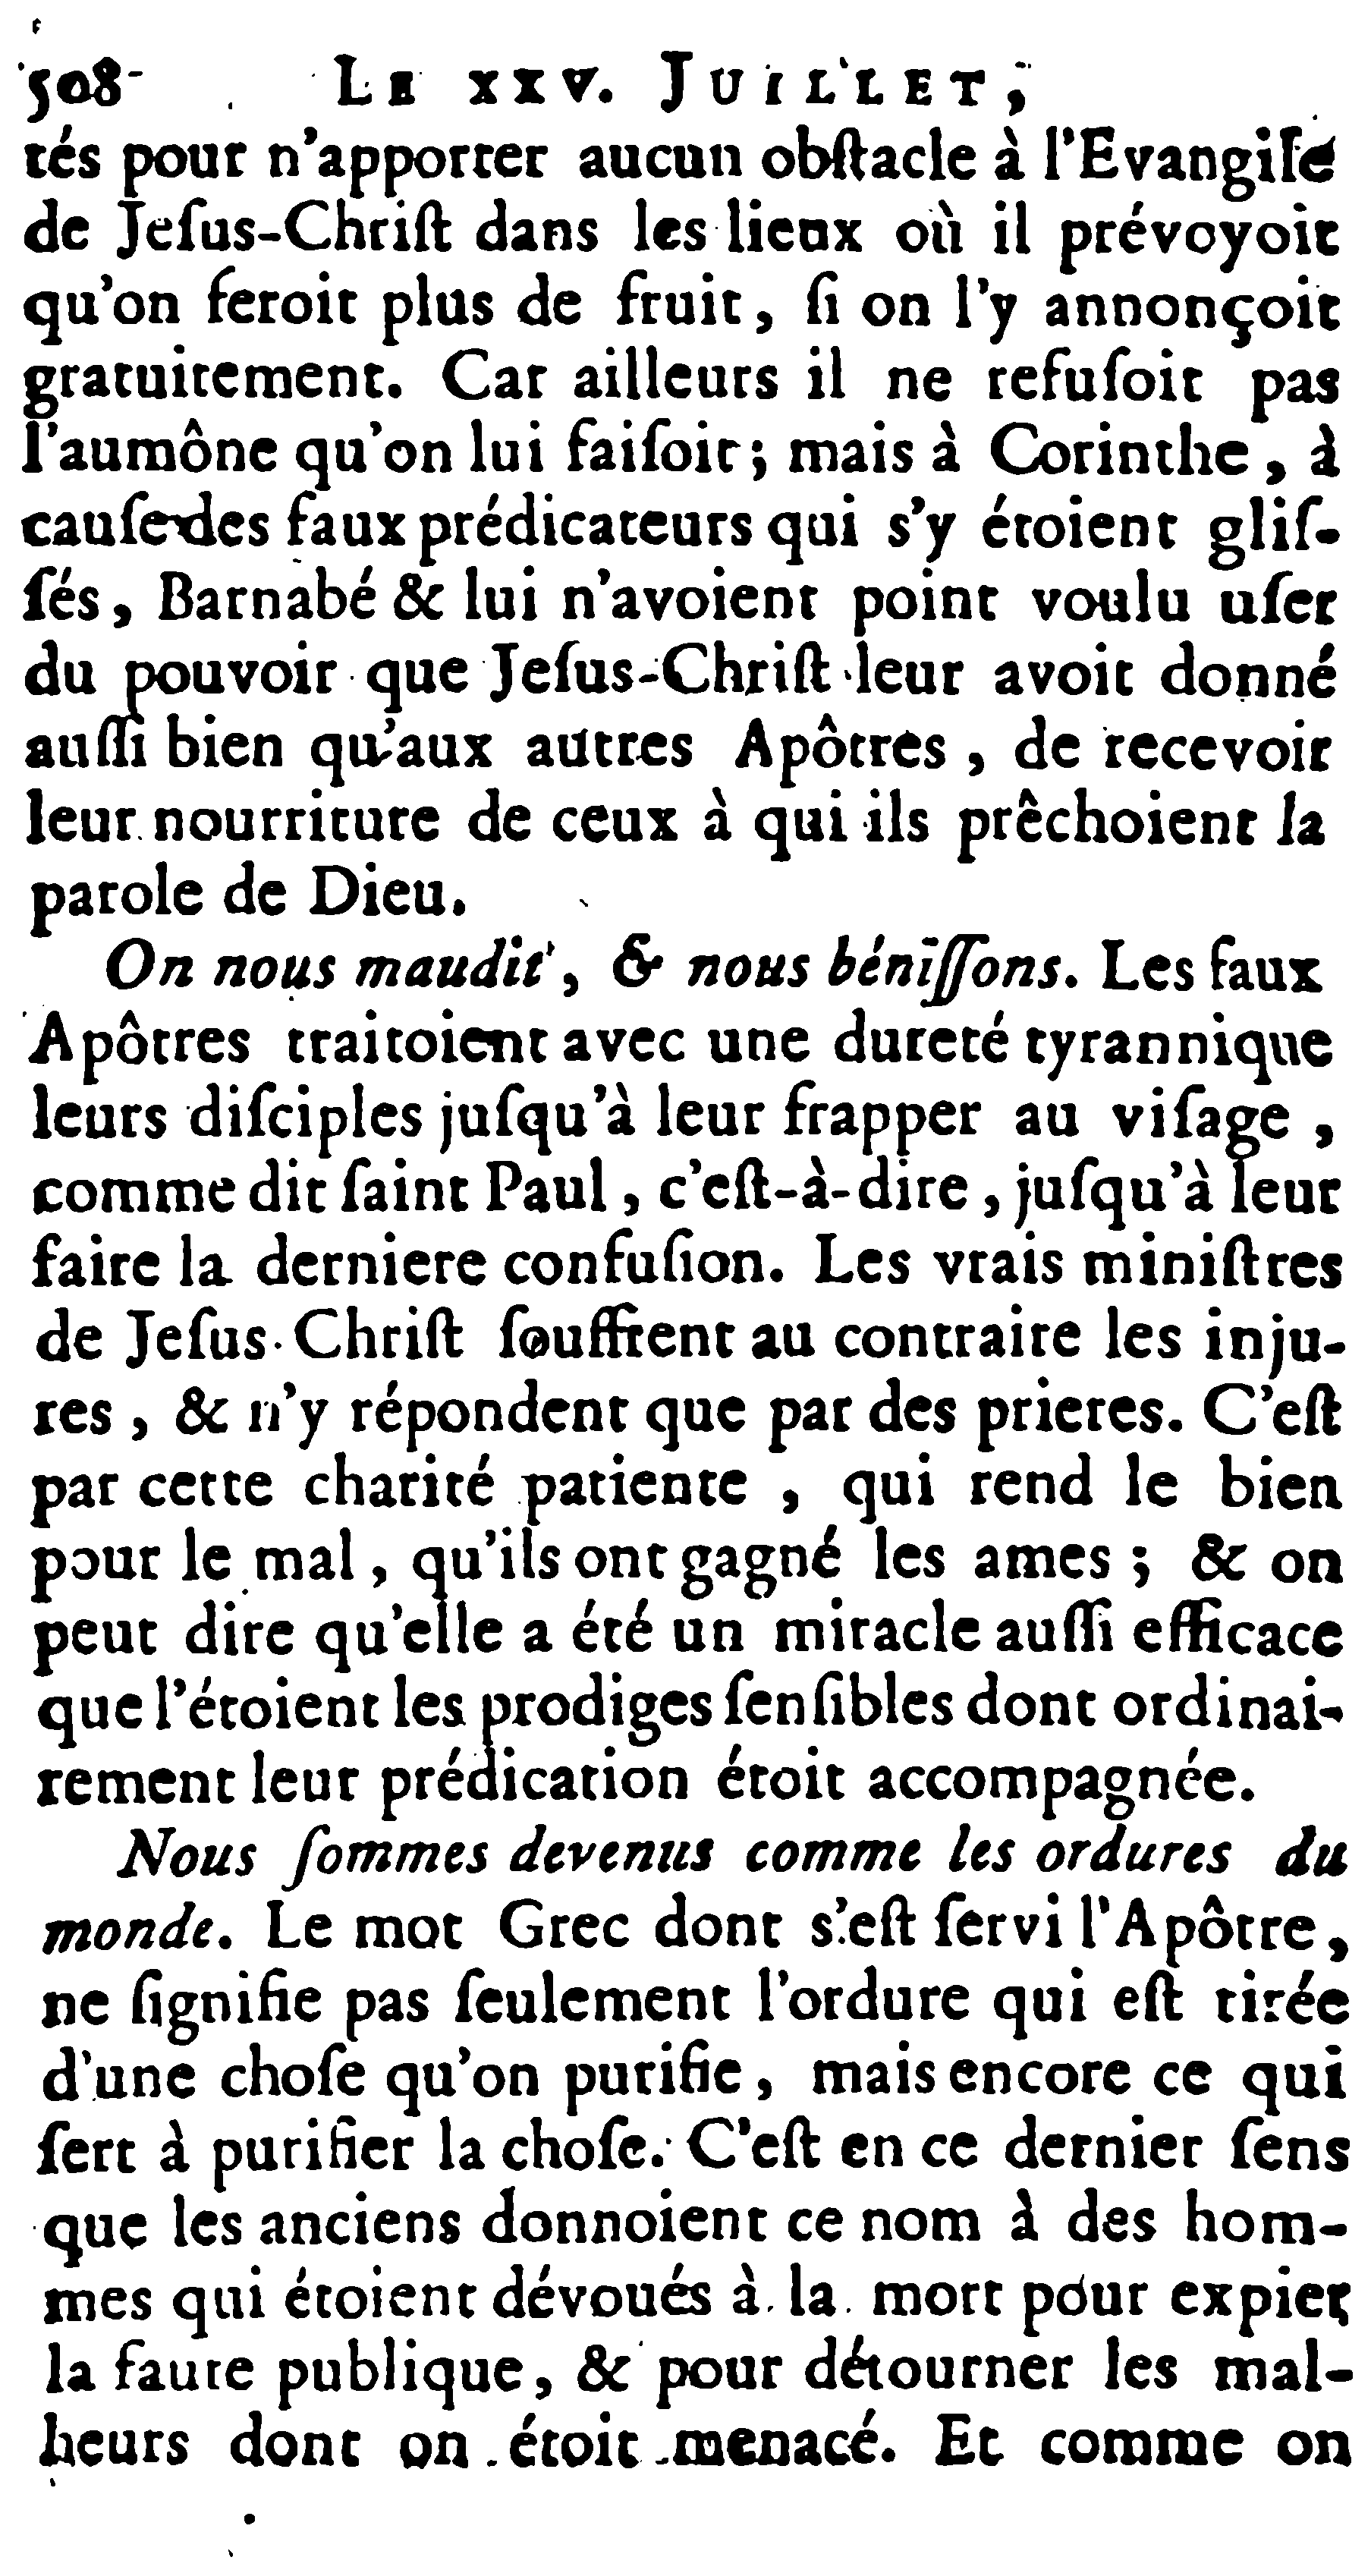 508 LE XXV. JUILLET,
tés pour n'apporter aucun obſtacle à l'Evangile
de Jeſus-Chriſt dans les lieux où il prévoyoit
qu'on feroit plus de fruit, ſi on l'y annonçoit
gratuitement. Car ailleurs il ne refuſoit pas
l'aumône qu'on lui faiſoit; mais à Corinthe, à
cauſe des faux prédicateurs qui s'y étoient gliſ-
ſés, Barnabé & lui n'avoient point voulu uſer
du pouvoir que Jeſus-Chriſt leur avoit donné
auſſi bien qu'aux autres Apôtres, de recevoir
leur nourriture de ceux à qui ils prêchoient la
parole de Dieu.
On nous maudit, & nous béniſſons. Les faux
Apôtres traitoient avec une dureté tyrannique
leurs diſciples juſqu'à leur frapper au viſage,
comme dit ſaint Paul, c'eſt-à-dire, juſqu'à leur
faire la derniere confuſion. Les vrais miniſtres
de Jeſus-Chriſt ſouffrent au contraire les inju-
res, & n'y répondent que par des prieres. C'eſt
par cette charité patiente, qui rend le bien
pour le mal, qu'ils ont gagné les ames; & on
peut dire qu'elle a été un miracle auſſi efficace
que l'étoient les prodiges ſenſibles dont ordinai-
rement leur prédication étoit accompagnée.
Nous ſommes devenus comme les ordures du
monde. Le mot Grec dont s'eſt ſervi l'Apôtre,
ne ſignifie pas ſeulement l'ordure qui eſt tirée
d'une choſe qu'on purifie, mais encore ce qui
ſert à purifier la choſe. C'eſt en ce dernier ſens
que les anciens donnoient ce nom à des hom-
mes qui étoient dévoués à la mort pour expier
la faute publique, & pour détourner les mal-
heurs dont on étoit menacé. Et comme on